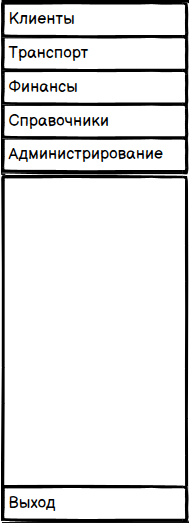 Клиенты
Транспорт
Финансы
Справочники
Администрирование
Выход